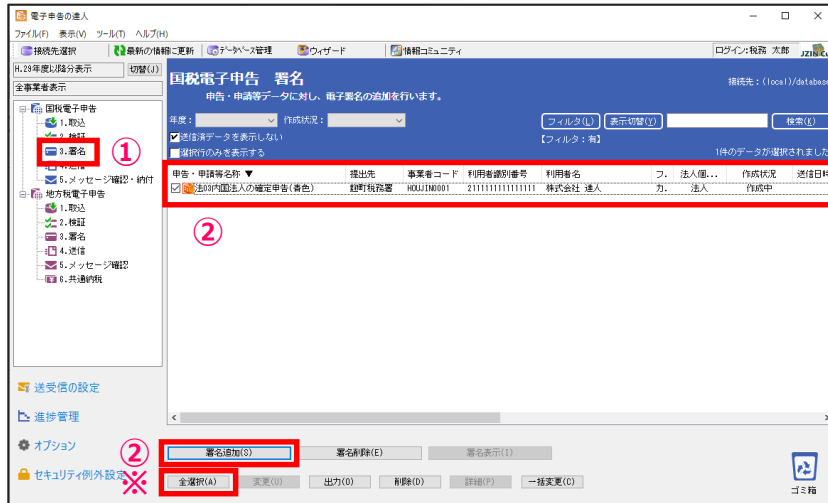 電子申告の達人
ファイル(F) 表示(V) ツール(T) ヘルプ(H)
接続先選択 最新の情報に更新 データベース管理 ウィザード 情報コミュニティ ログイン:税務 太郎
H.29年度以降分表示 切替(J)
全事業者表示
国税電子申告
1.取込
2.検証
3.署名
4.送信
5.メッセージ確認・納付
地方税電子申告
1.取込
2.検証
3.署名
4.送信
5.メッセージ確認
6.共通納税
①
国税電子申告 署名
接続先:(local)/database
申告・申請等データに対し、電子署名の追加を行います。
年度: 作成状況: フィルタ(L) 表示切替(Y) 検索(K)
送信済データを表示しない 【フィルタ:有】
選択行のみを表示する 1件のデータが選択されました
申告・申請等名称 ▼ 提出先 事業者コード 利用者識別番号 利用者名 フ. 法人個... 作成状況 送信日時
法03内国法人の確定申告(青色) 麹町税務署 HOUJIN0001 2111111111111111 株式会社 達人 カ. 法人 作成中
②
送受信の設定
進捗管理
オプション
セキュリティ例外設定
②
署名追加(S) 署名削除(E) 署名表示(I)
※
全選択(A) 変更(U) 出力(O) 削除(D) 詳細(P) 一括変更(C)
ゴミ箱